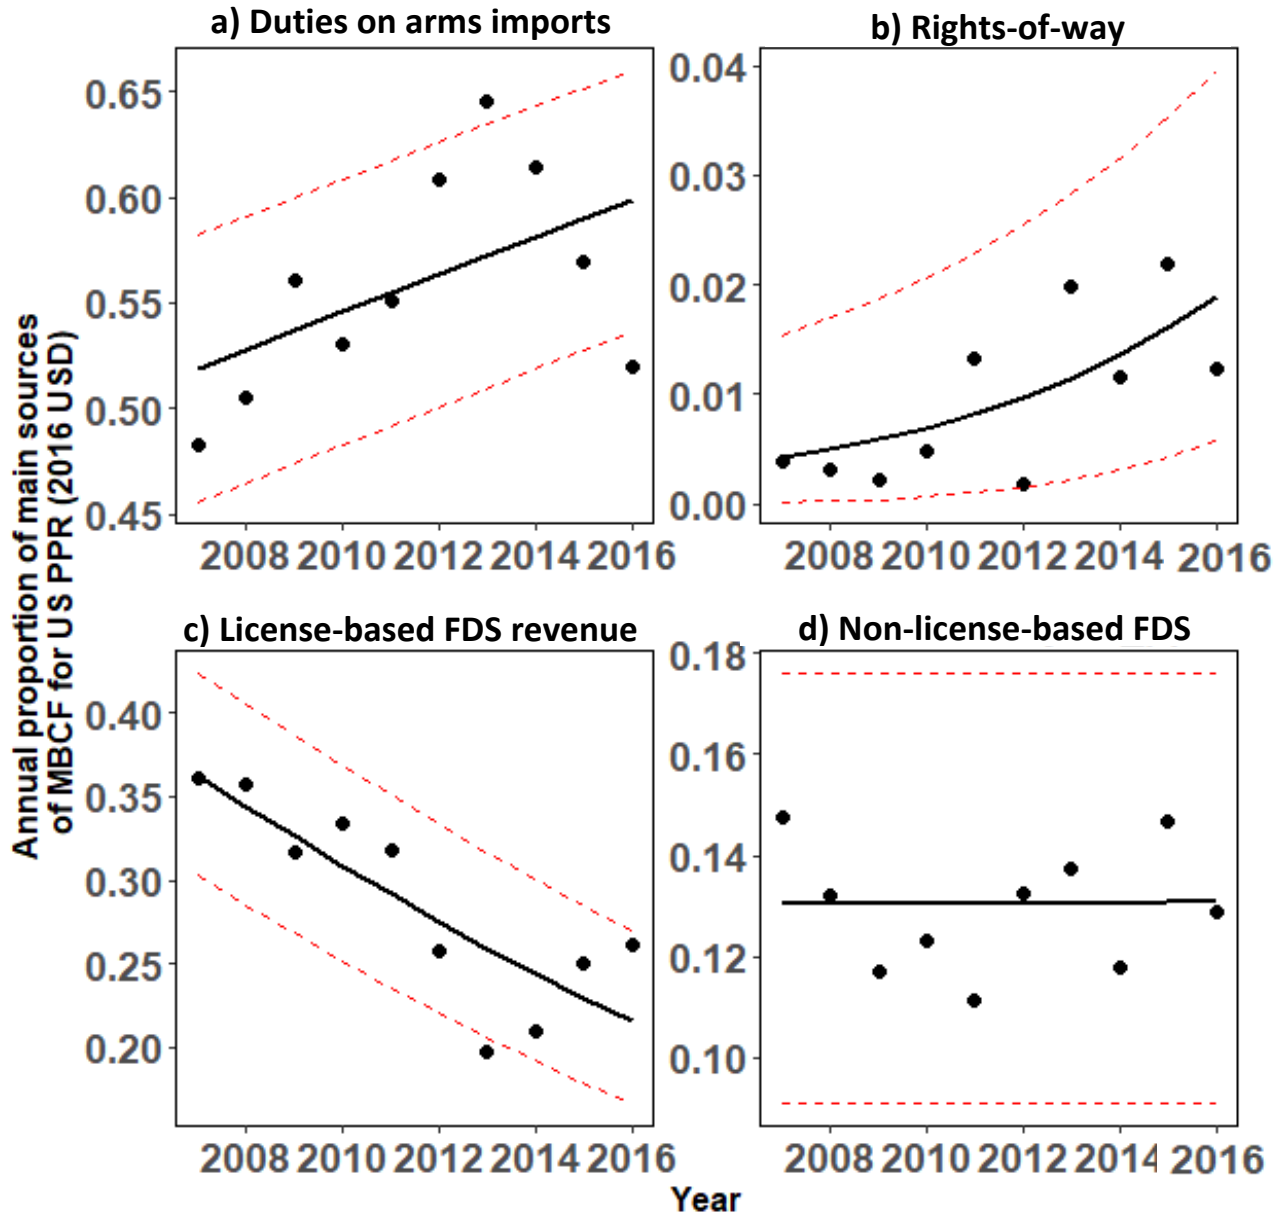 a) Duties on arms imports
b) Rights-of-way
0.65
0.60
0.55
0.50
0.45
2008 2010 2012 2014 2016
0.04
0.03
0.02
0.01
0.00
2008 2010 2012 2014 2016
Annual proportion of main sources
of MBCF for US PPR (2016 USD)
c) License-based FDS revenue
d) Non-license-based FDS
0.40
0.35
0.30
0.25
0.20
2008 2010 2012 2014 2016
0.18
0.16
0.14
0.12
0.10
2008 2010 2012 2014 2016
Year